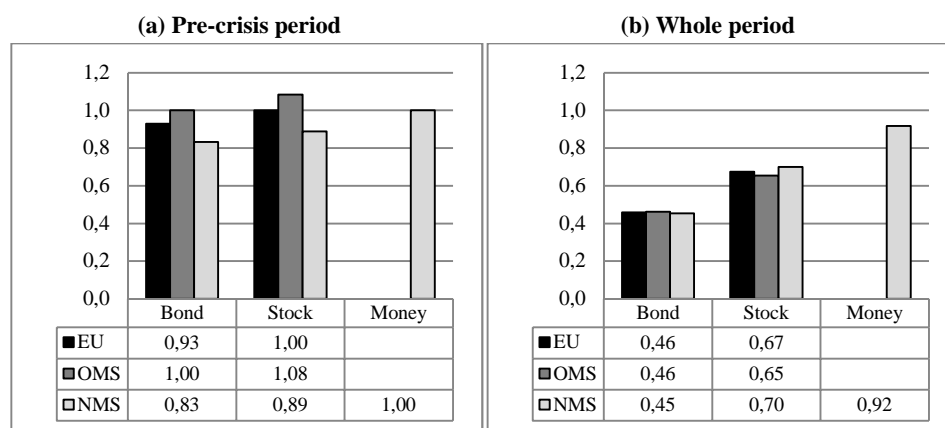 (a) Pre-crisis period
1,2
1,0
0,8
0,6
0,4
0,2
0,0
Bond Stock Money
EU 0,93 1,00
OMS 1,00 1,08
NMS 0,83 0,89 1,00
(b) Whole period
1,2
1,0
0,8
0,6
0,4
0,2
0,0
Bond Stock Money
EU 0,46 0,67
OMS 0,46 0,65
NMS 0,45 0,70 0,92